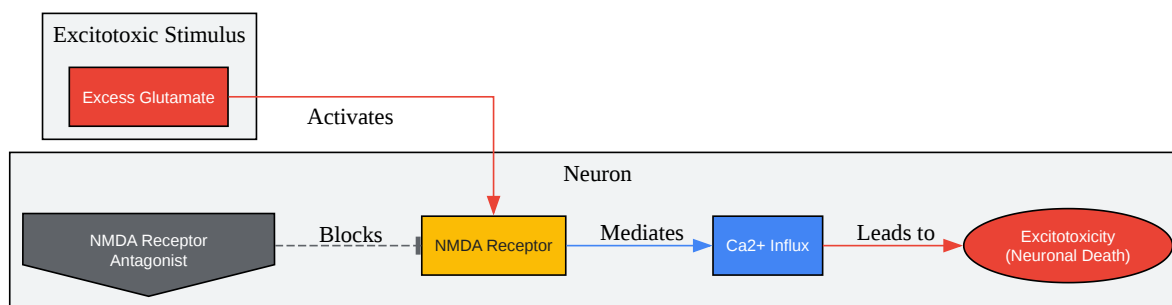 Excitotoxic Stimulus
Excess Glutamate
Activates
Neuron
NMDA Receptor
Antagonist
Blocks
NMDA Receptor
Mediates
Ca2+ Influx
Leads to
Excitotoxicity
(Neuronal Death)